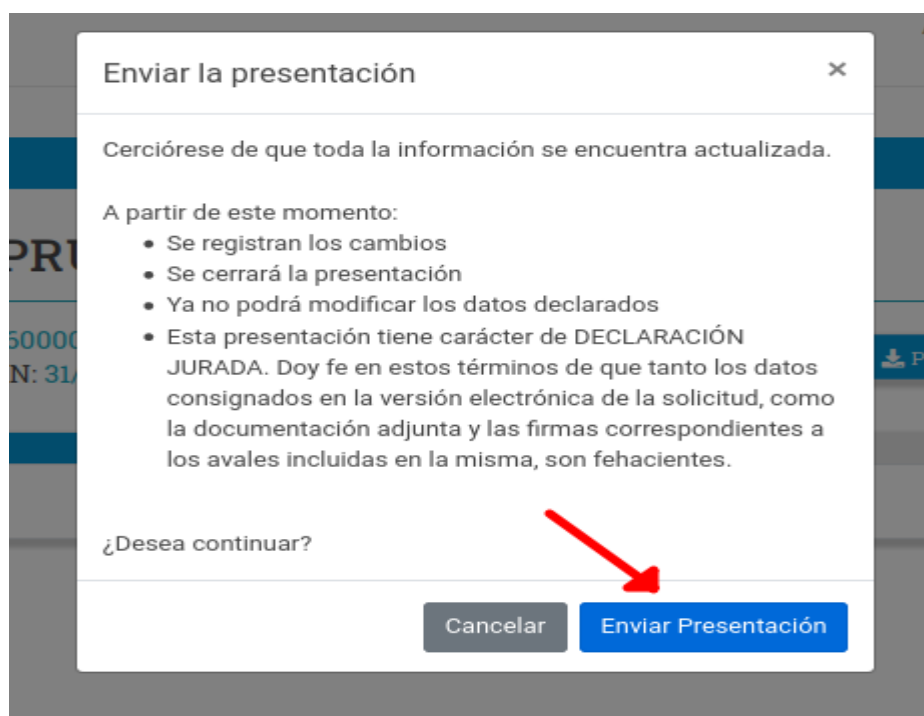 Enviar la presentación ×
Cerciórese de que toda la información se encuentra actualizada.
A partir de este momento:
• Se registran los cambios
• Se cerrará la presentación
• Ya no podrá modificar los datos declarados
• Esta presentación tiene carácter de DECLARACIÓN
JURADA. Doy fe en estos términos de que tanto los datos
consignados en la versión electrónica de la solicitud, como
la documentación adjunta y las firmas correspondientes a
los avales incluidas en la misma, son fehacientes.
¿Desea continuar?
Cancelar Enviar Presentación
PRU
50000
N: 31/
P